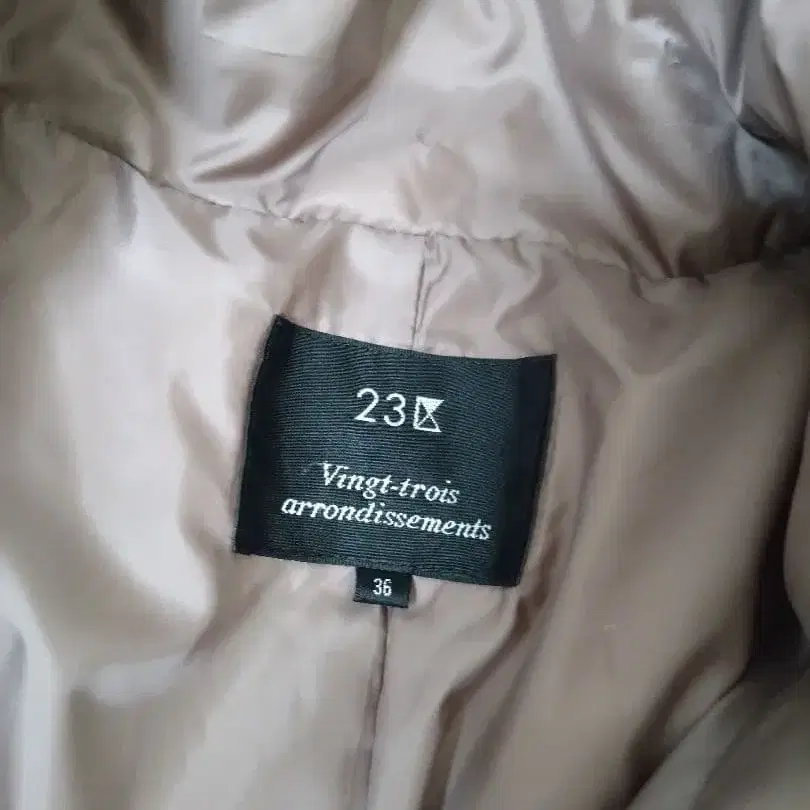 23区
Vingt-trois
arrondissements
36